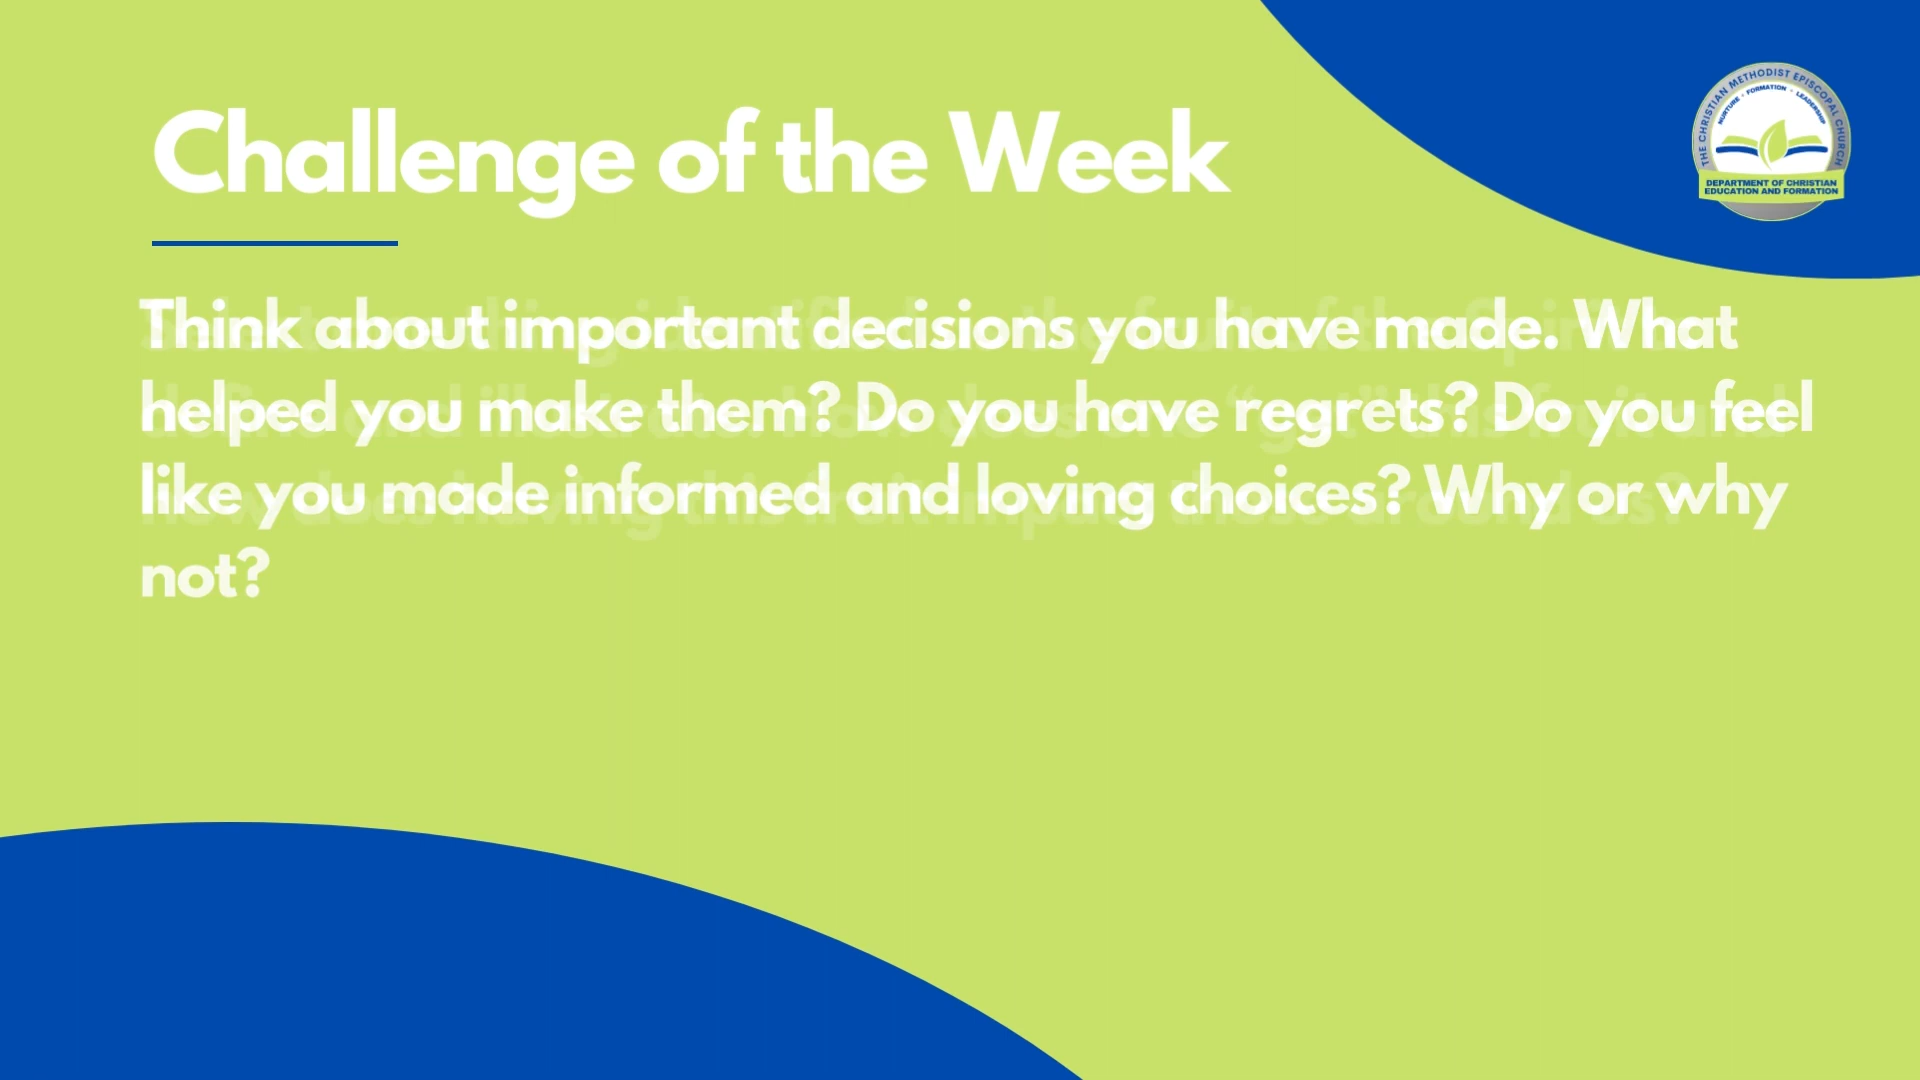 Challenge of the Week
THE CHRISTIAN METHODIST EPISCOPAL CHURCH
NURTURE • FORMATION • LEADERSHIP
DEPARTMENT OF CHRISTIAN
EDUCATION AND FORMATION
Think about important decisions you have made. What
helped you make them? Do you have regrets? Do you feel
like you made informed and loving choices? Why or why
not?